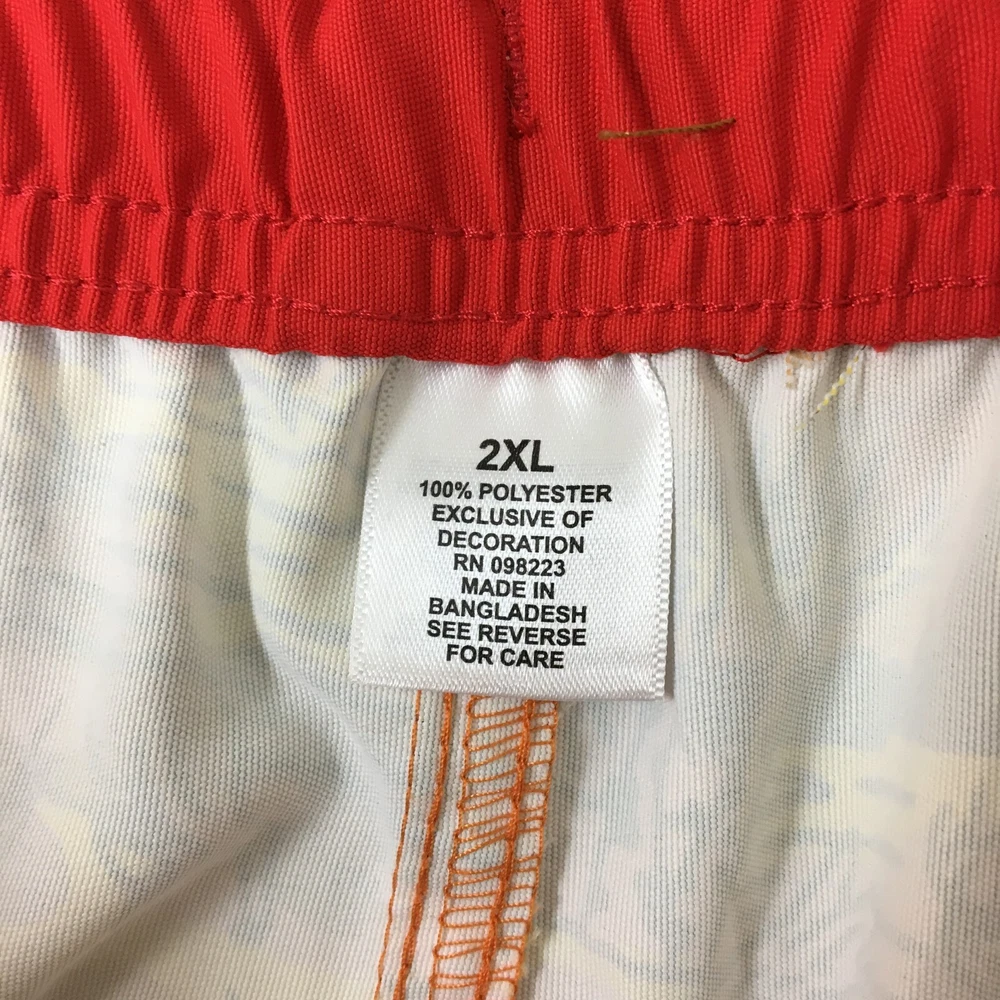 2XL
100% POLYESTER
EXCLUSIVE OF
DECORATION
RN 098223
MADE IN
BANGLADESH
SEE REVERSE
FOR CARE